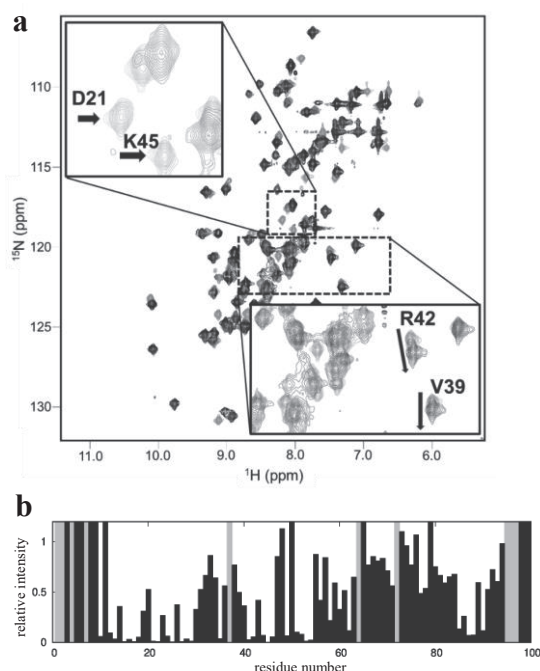 a
D21
K45
110
115
120
125
130
15N (ppm)
R42
V39
11.0 10.0 9.0 8.0 7.0 6.0
1H (ppm)
b
relative intensity
1
0.5
0
0 20 40 60 80 100
residue number